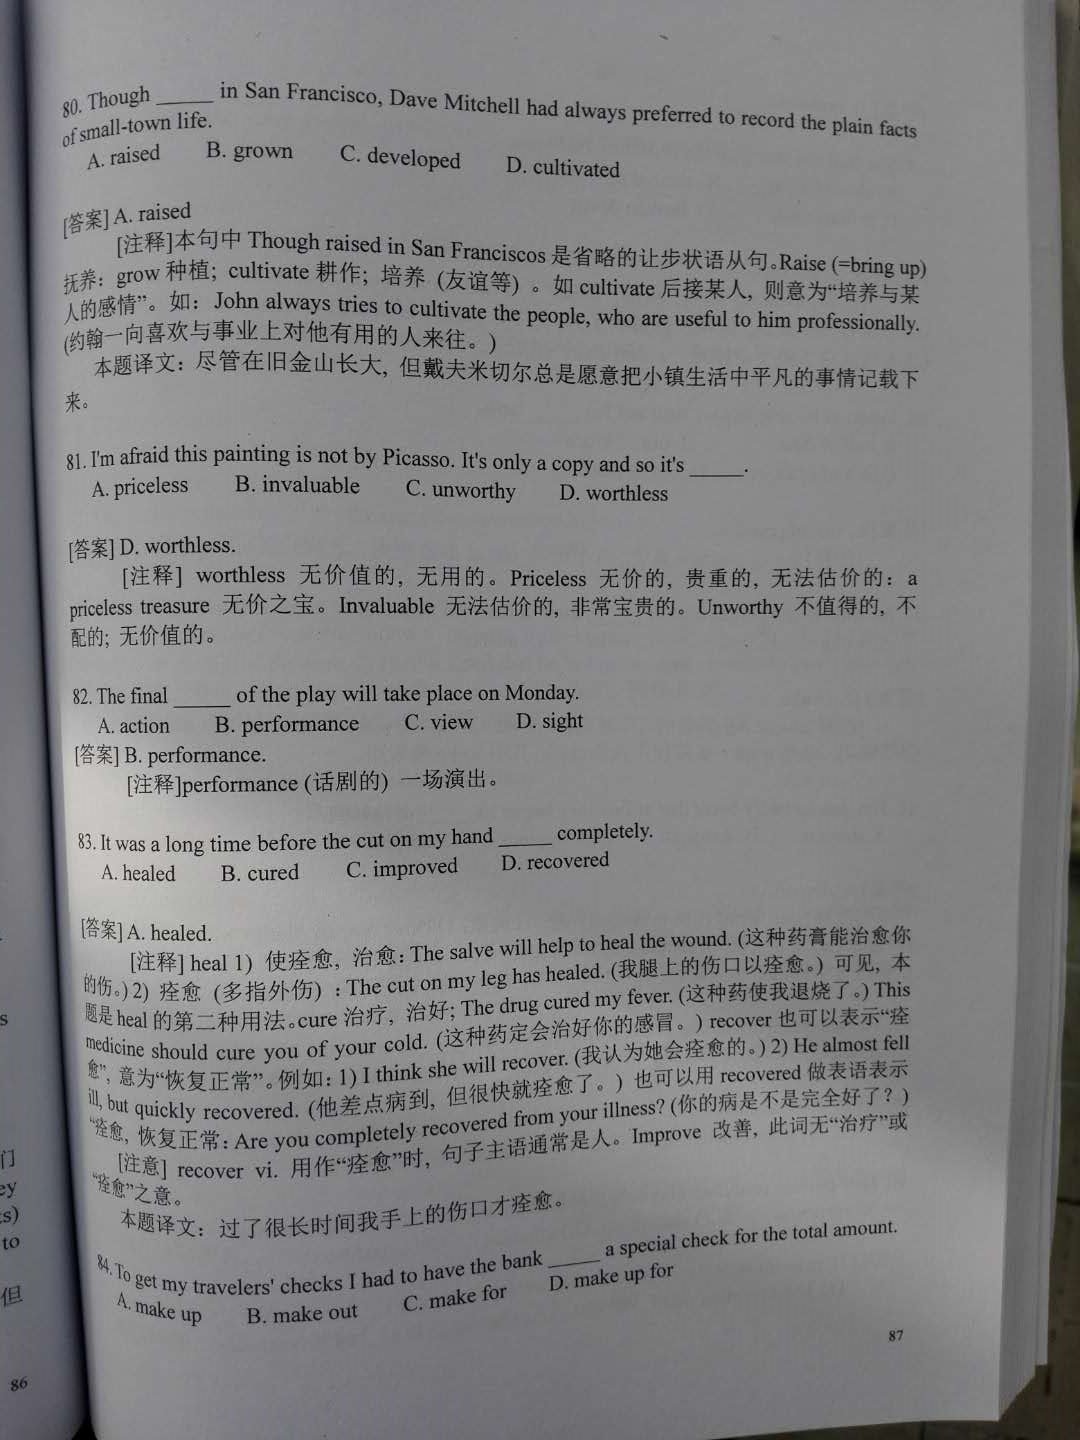 80. Though _____ in San Francisco, Dave Mitchell had always preferred to record the plain facts
of small-town life.
A. raised B. grown C. developed D. cultivated
[答案] A. raised
[注释]本句中 Though raised in San Franciscos 是省略的让步状语从句。Raise (=bring up)
抚养：grow 种植；cultivate 耕作；培养（友谊等）。如 cultivate 后接某人, 则意为“培养与某
人的感情”。如：John always tries to cultivate the people, who are useful to him professionally.
(约翰一向喜欢与事业上对他有用的人来往。)
本题译文：尽管在旧金山长大, 但戴夫米切尔总是愿意把小镇生活中平凡的事情记载下
来。
81. I'm afraid this painting is not by Picasso. It's only a copy and so it's _____.
A. priceless B. invaluable C. unworthy D. worthless
[答案] D. worthless.
[注释] worthless 无价值的, 无用的。Priceless 无价的, 贵重的, 无法估价的：a
priceless treasure 无价之宝。Invaluable 无法估价的, 非常宝贵的。Unworthy 不值得的, 不
配的; 无价值的。
82. The final _____ of the play will take place on Monday.
A. action B. performance C. view D. sight
[答案] B. performance.
[注释]performance (话剧的) 一场演出。
83. It was a long time before the cut on my hand _____ completely.
A. healed B. cured C. improved D. recovered
[答案] A. healed.
[注释] heal 1) 使痊愈, 治愈: The salve will help to heal the wound. (这种药膏能治愈你
的伤。) 2) 痊愈 (多指外伤) : The cut on my leg has healed. (我腿上的伤口以痊愈。) 可见, 本
题是 heal 的第二种用法。cure 治疗, 治好; The drug cured my fever. (这种药使我退烧了。) This
medicine should cure you of your cold. (这种药定会治好你的感冒。) recover 也可以表示“痊
愈”, 意为“恢复正常”。例如: 1) I think she will recover. (我认为她会痊愈的。) 2) He almost fell
ill, but quickly recovered. (他差点病到, 但很快就痊愈了。) 也可以用 recovered 做表语表示
“痊愈, 恢复正常: Are you completely recovered from your illness? (你的病是不是完全好了？)
[注意] recover vi. 用作“痊愈”时, 句子主语通常是人。Improve 改善, 此词无“治疗”或
“痊愈”之意。
本题译文：过了很长时间我手上的伤口才痊愈。
84. To get my travelers' checks I had to have the bank _____ a special check for the total amount.
A. make up B. make out C. make for D. make up for
87
s
们
ey
s)
to
但
86